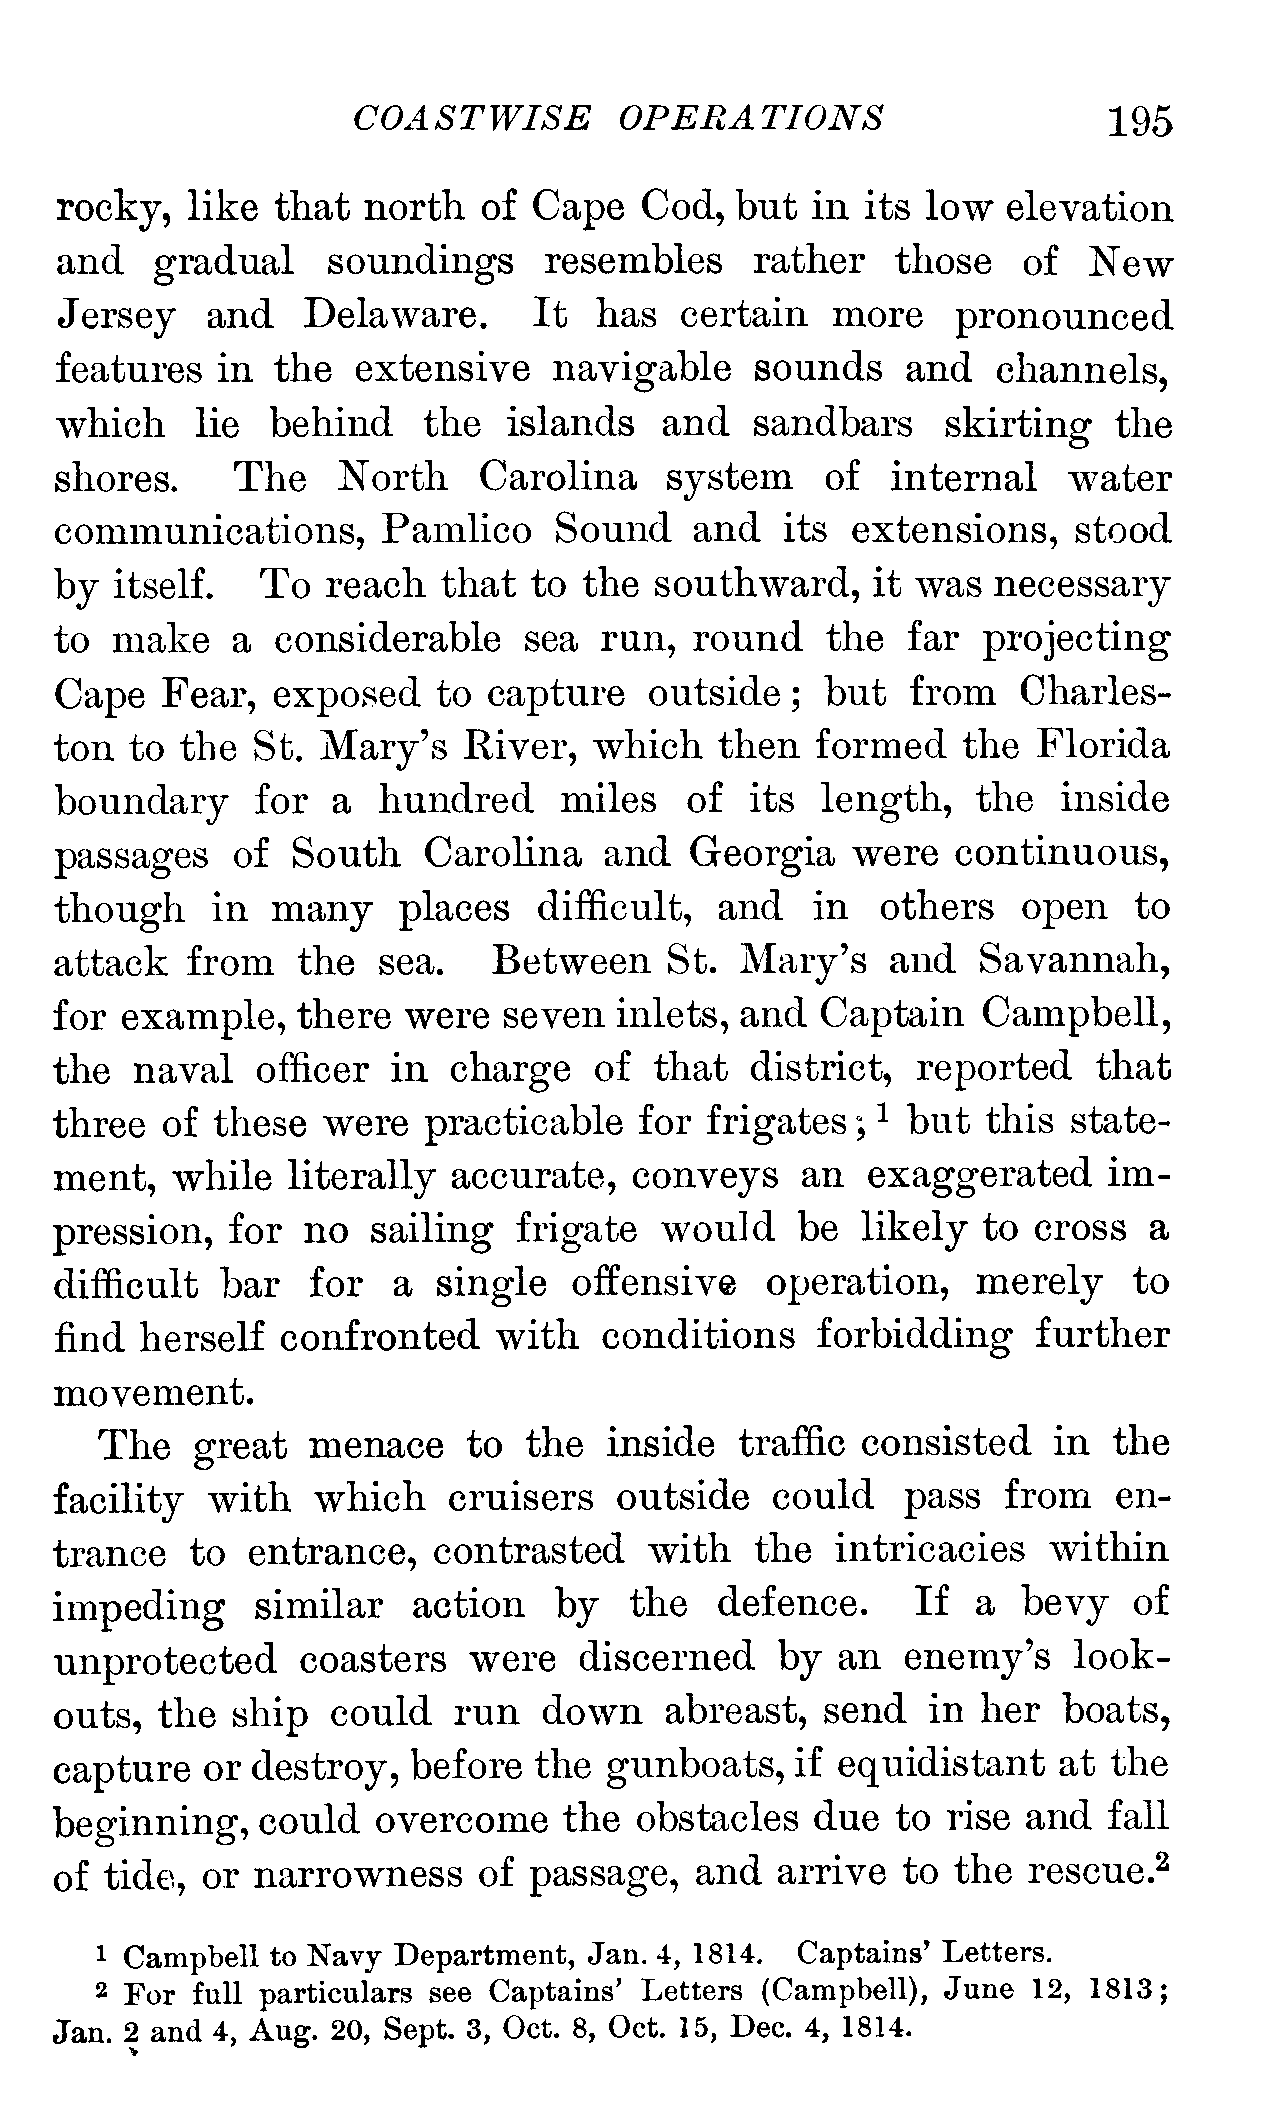 COASTWISE OPERATIONS 195
rocky, like that north of Cape Cod, but in its low elevation
and gradual soundings resembles rather those of New
Jersey and Delaware. It has certain more pronounced
features in the extensive navigable sounds and channels,
which lie behind the islands and sandbars skirting the
shores. The North Carolina system of internal water
communications, Pamlico Sound and its extensions, stood
by itself. To reach that to the southward, it was necessary
to make a considerable sea run, round the far projecting
Cape Fear, exposed to capture outside; but from Charles-
ton to the St. Mary's River, which then formed the Florida
boundary for a hundred miles of its length, the inside
passages of South Carolina and Georgia were continuous,
though in many places difficult, and in others open to
attack from the sea. Between St. Mary's and Savannah,
for example, there were seven inlets, and Captain Campbell,
the naval officer in charge of that district, reported that
three of these were practicable for frigates;¹ but this state-
ment, while literally accurate, conveys an exaggerated im-
pression, for no sailing frigate would be likely to cross a
difficult bar for a single offensive operation, merely to
find herself confronted with conditions forbidding further
movement.
The great menace to the inside traffic consisted in the
facility with which cruisers outside could pass from en-
trance to entrance, contrasted with the intricacies within
impeding similar action by the defence. If a bevy of
unprotected coasters were discerned by an enemy's look-
outs, the ship could run down abreast, send in her boats,
capture or destroy, before the gunboats, if equidistant at the
beginning, could overcome the obstacles due to rise and fall
of tide, or narrowness of passage, and arrive to the rescue.²
¹ Campbell to Navy Department, Jan. 4, 1814. Captains' Letters.
² For full particulars see Captains' Letters (Campbell), June 12, 1813;
Jan. 2 and 4, Aug. 20, Sept. 3, Oct. 8, Oct. 15, Dec. 4, 1814.